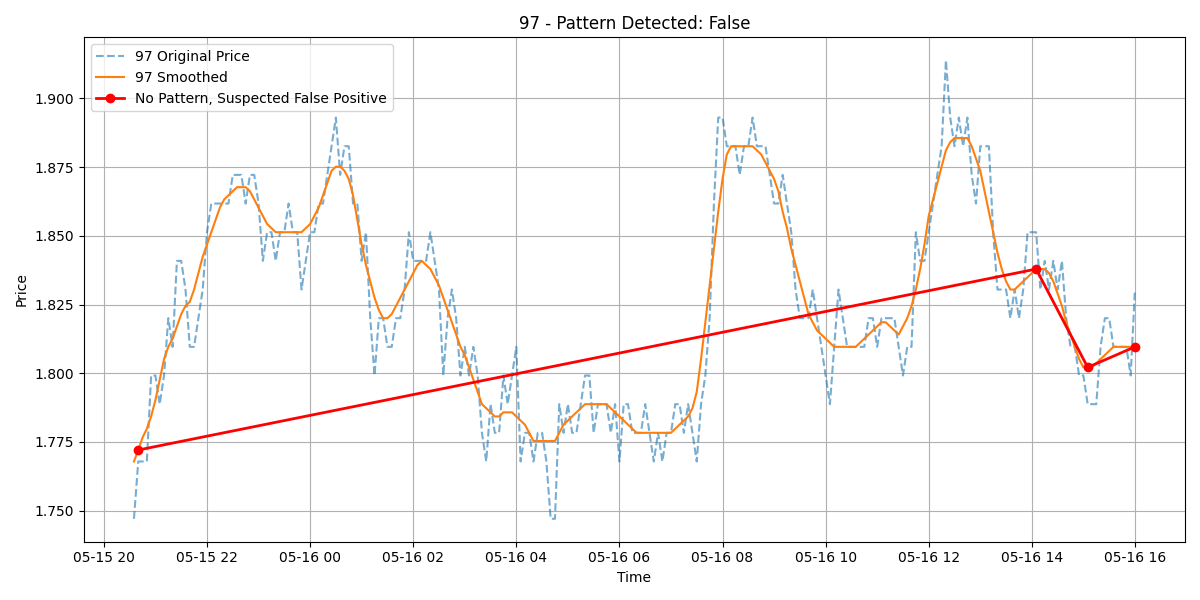 97 - Pattern Detected: False
97 Original Price
97 Smoothed
No Pattern, Suspected False Positive
Price
1.900
1.875
1.850
1.825
1.800
1.775
1.750
05-15 20 05-15 22 05-16 00 05-16 02 05-16 04 05-16 06 05-16 08 05-16 10 05-16 12 05-16 14 05-16 16
Time